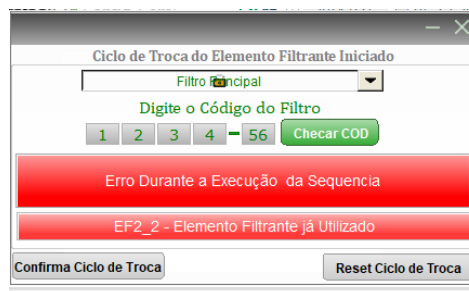 Ciclo de Troca do Elemento Filtrante Iniciado
Filtro Principal
Digite o Código do Filtro
1 2 3 4 - 56 Checar COD
Erro Durante a Execução da Sequencia
EF2_2 - Elemento Filtrante já Utilizado
Confirma Ciclo de Troca Reset Ciclo de Troca